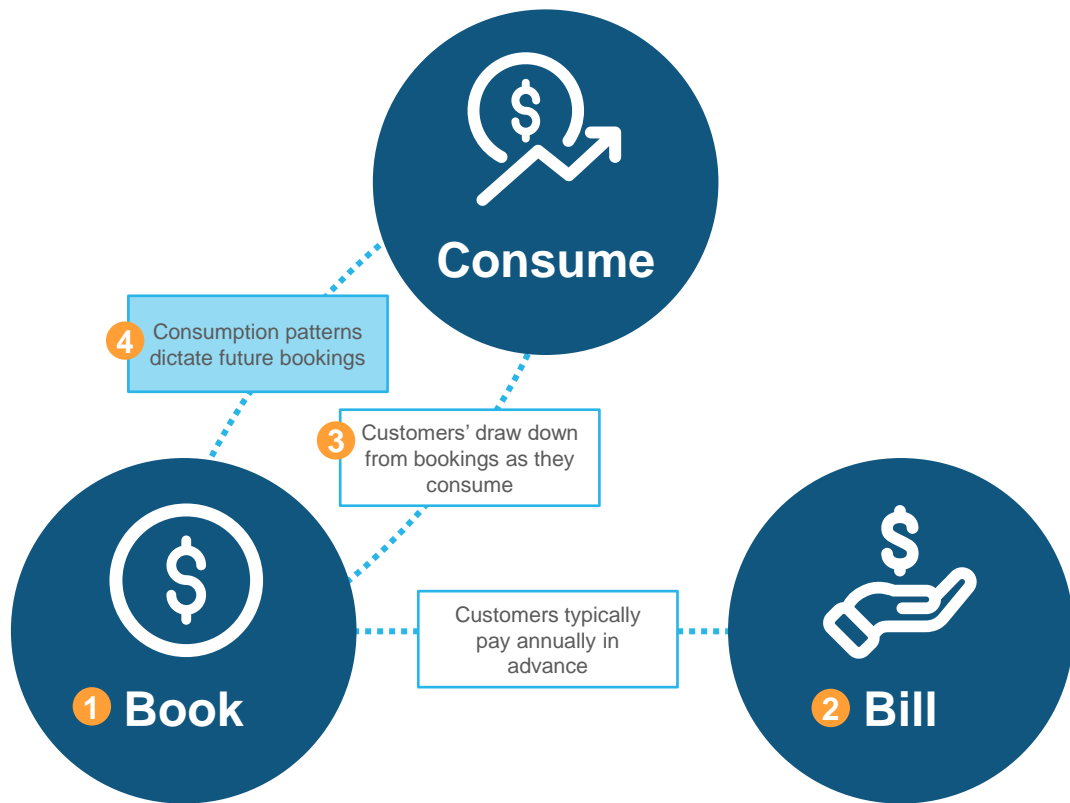 $
Consume
4
Consumption patterns
dictate future bookings
3
Customers’ draw down
from bookings as they
consume
$
1 Book
Customers typically
pay annually in
advance
$
2 Bill